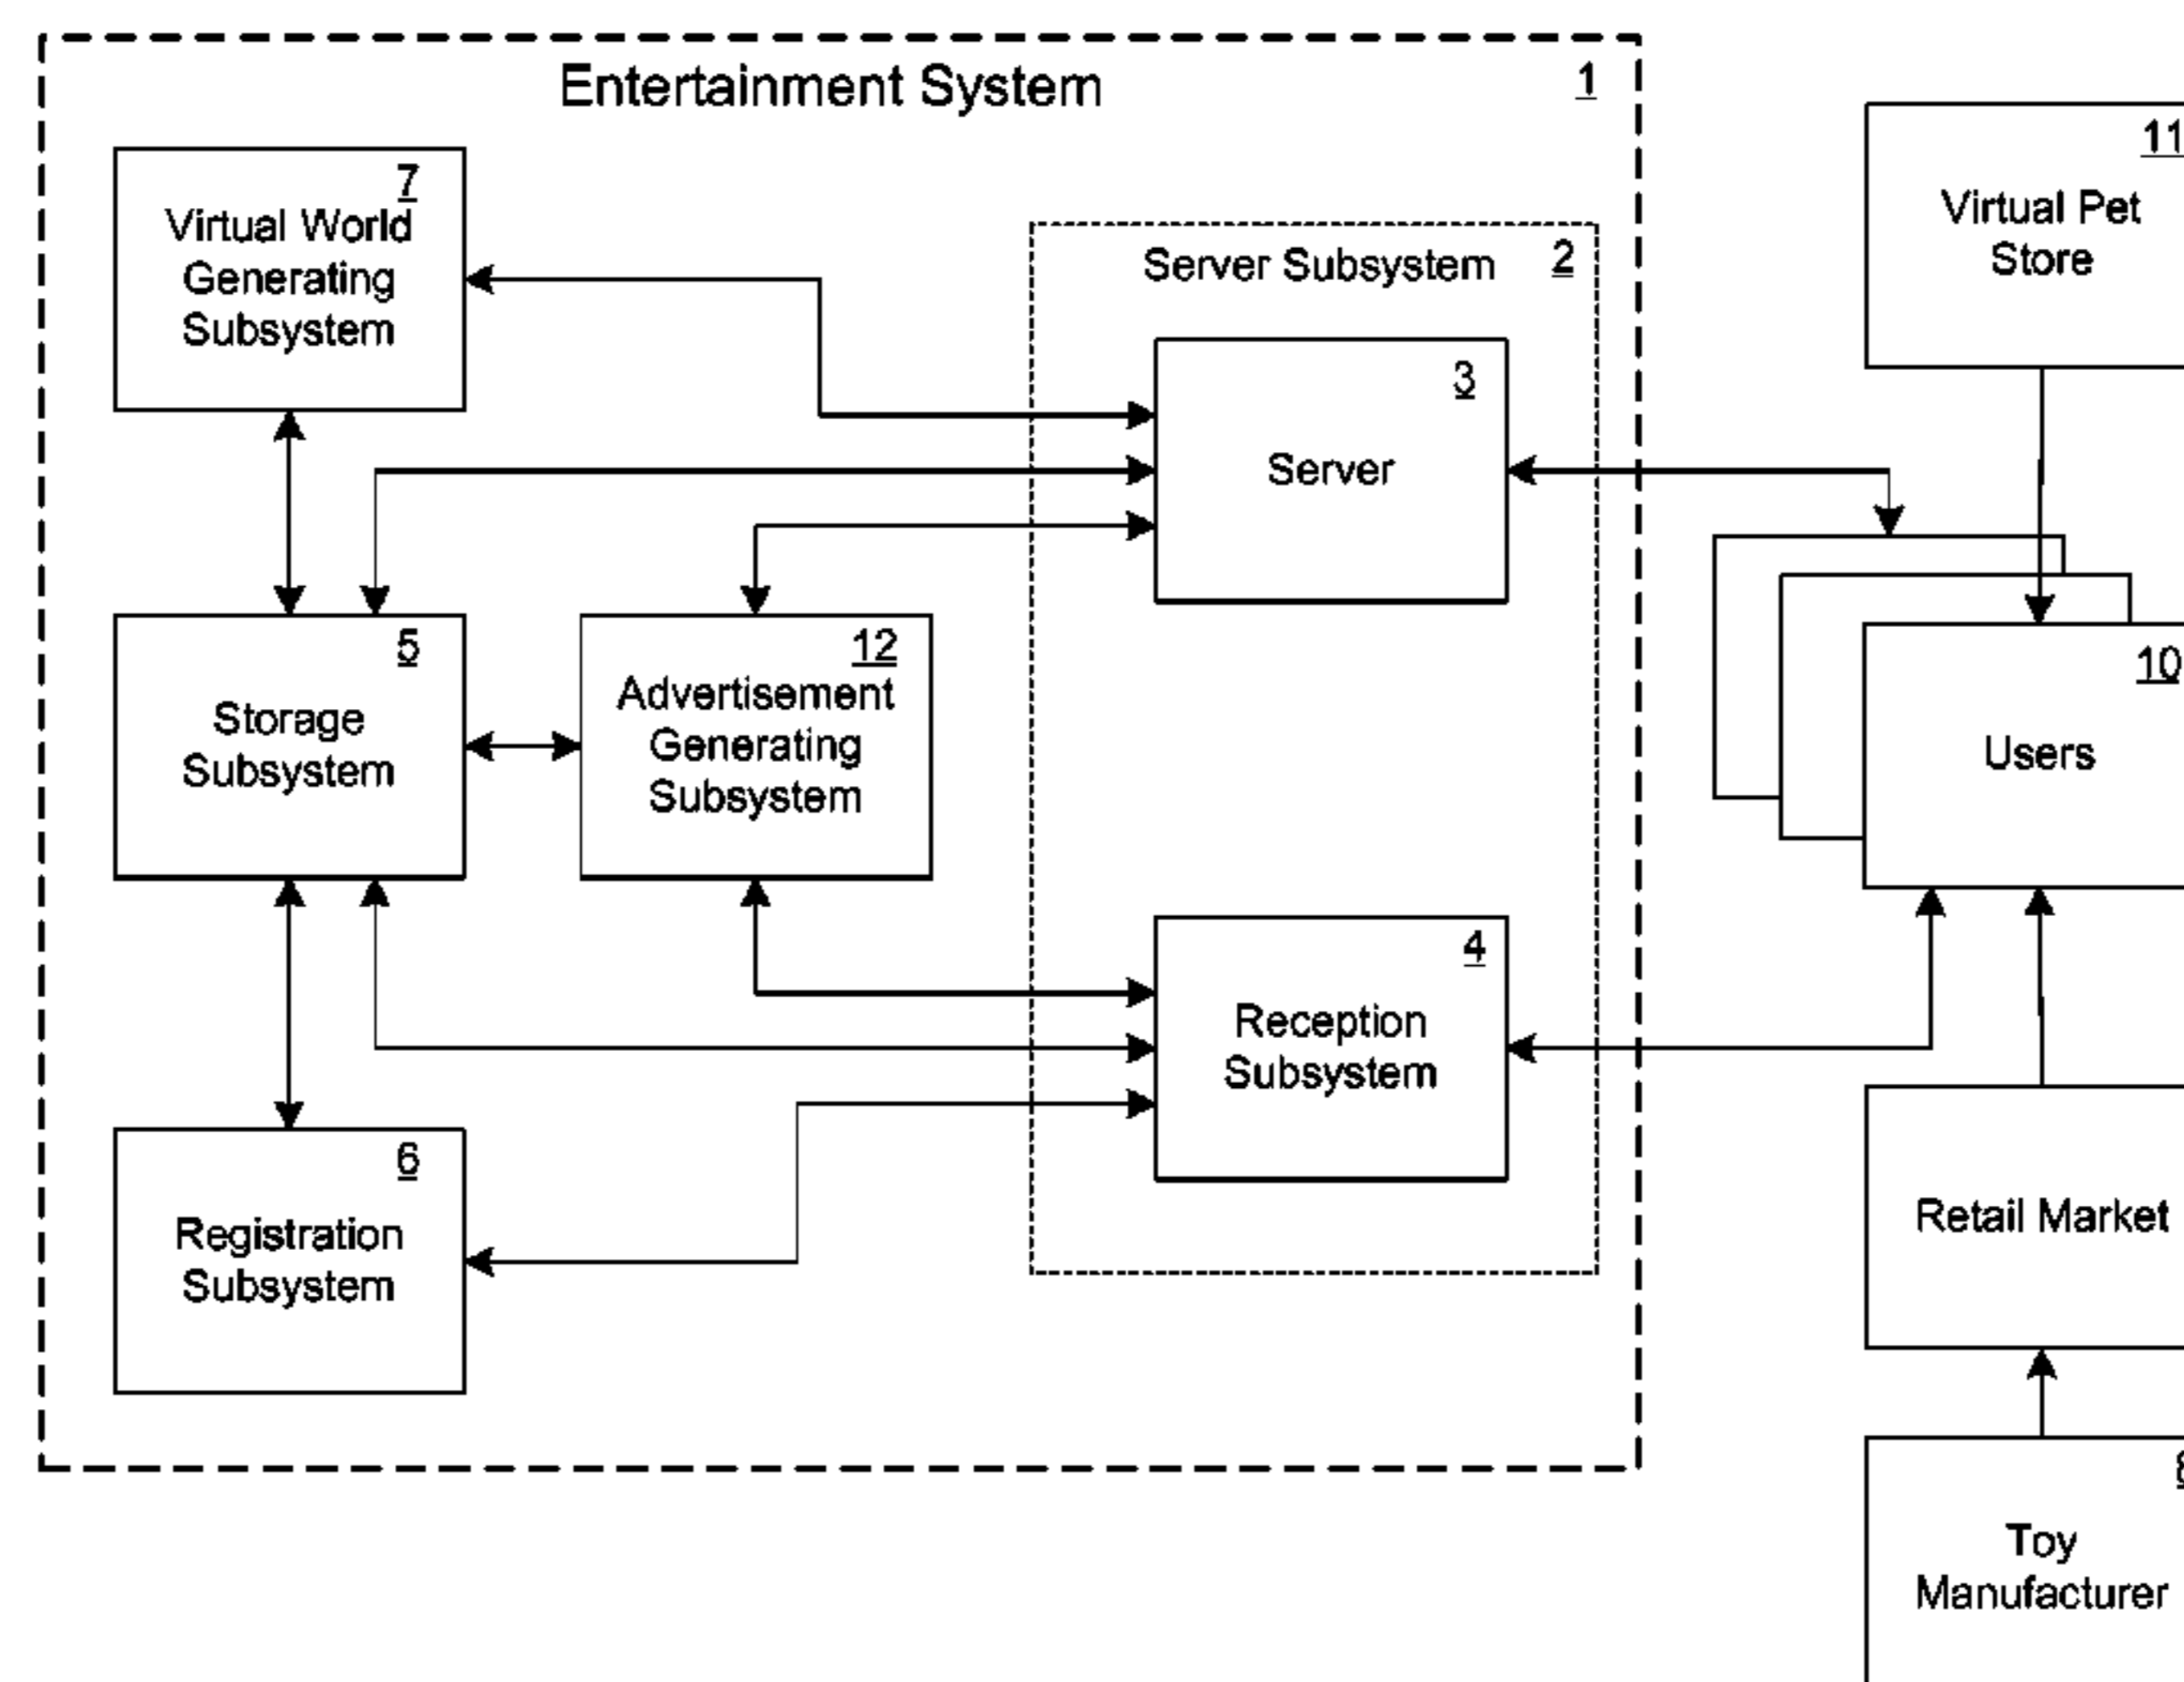 Entertainment System
1
7
Virtual World
Generating
Subsystem
Server Subsystem
2
3
Server
5
Storage
Subsystem
12
Advertisement
Generating
Subsystem
4
Reception
Subsystem
6
Registration
Subsystem
11
Virtual Pet
Store
10
Users
Retail Market
Toy
Manufacturer